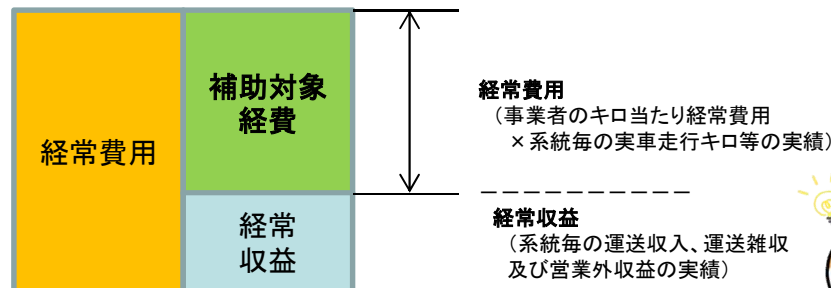 経常費用
補助対象
経費
経常
収益
経常費用
（事業者のキロ当たり経常費用
×系統毎の実車走行キロ等の実績）
－－－－－－－－－－
経常収益
（系統毎の運送収入、運送雑収
及び営業外収益の実績）